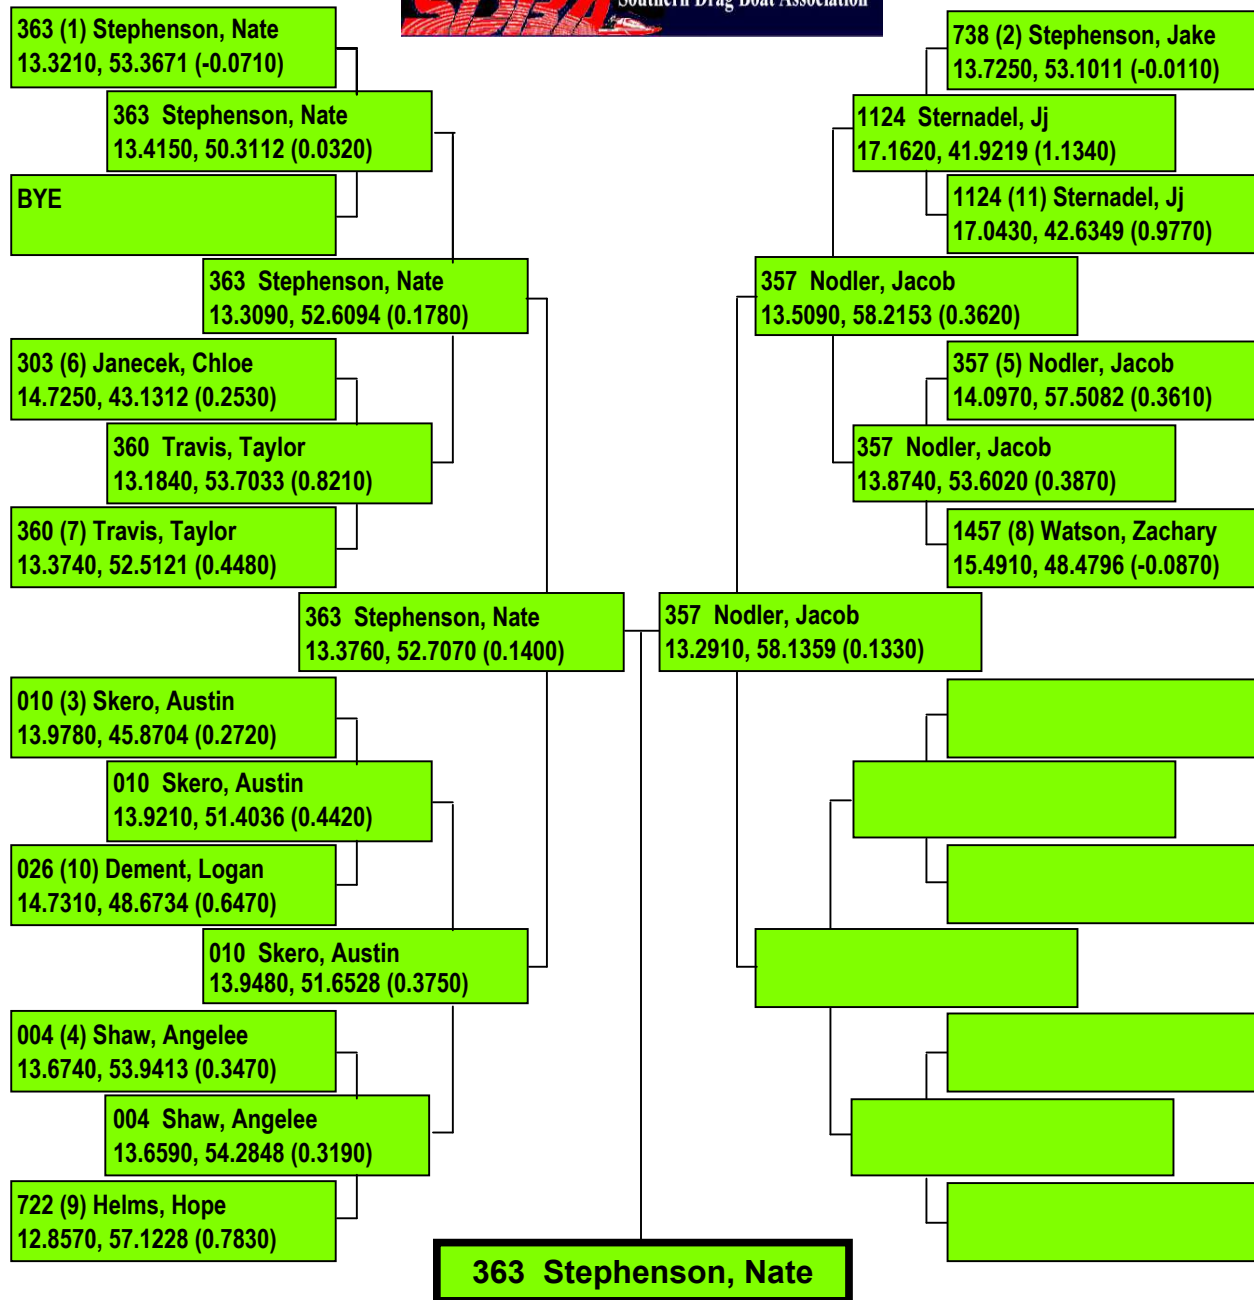 SDBA Southern Drag Boat Association
363 (1) Stephenson, Nate
13.3210, 53.3671 (-0.0710)
363 Stephenson, Nate
13.4150, 50.3112 (0.0320)
BYE
363 Stephenson, Nate
13.3090, 52.6094 (0.1780)
303 (6) Janecek, Chloe
14.7250, 43.1312 (0.2530)
360 Travis, Taylor
13.1840, 53.7033 (0.8210)
360 (7) Travis, Taylor
13.3740, 52.5121 (0.4480)
363 Stephenson, Nate
13.3760, 52.7070 (0.1400)
010 (3) Skero, Austin
13.9780, 45.8704 (0.2720)
010 Skero, Austin
13.9210, 51.4036 (0.4420)
026 (10) Dement, Logan
14.7310, 48.6734 (0.6470)
010 Skero, Austin
13.9480, 51.6528 (0.3750)
004 (4) Shaw, Angelee
13.6740, 53.9413 (0.3470)
004 Shaw, Angelee
13.6590, 54.2848 (0.3190)
722 (9) Helms, Hope
12.8570, 57.1228 (0.7830)
738 (2) Stephenson, Jake
13.7250, 53.1011 (-0.0110)
1124 Sternadel, Jj
17.1620, 41.9219 (1.1340)
1124 (11) Sternadel, Jj
17.0430, 42.6349 (0.9770)
357 Nodler, Jacob
13.5090, 58.2153 (0.3620)
357 (5) Nodler, Jacob
14.0970, 57.5082 (0.3610)
357 Nodler, Jacob
13.8740, 53.6020 (0.3870)
1457 (8) Watson, Zachary
15.4910, 48.4796 (-0.0870)
357 Nodler, Jacob
13.2910, 58.1359 (0.1330)
363 Stephenson, Nate